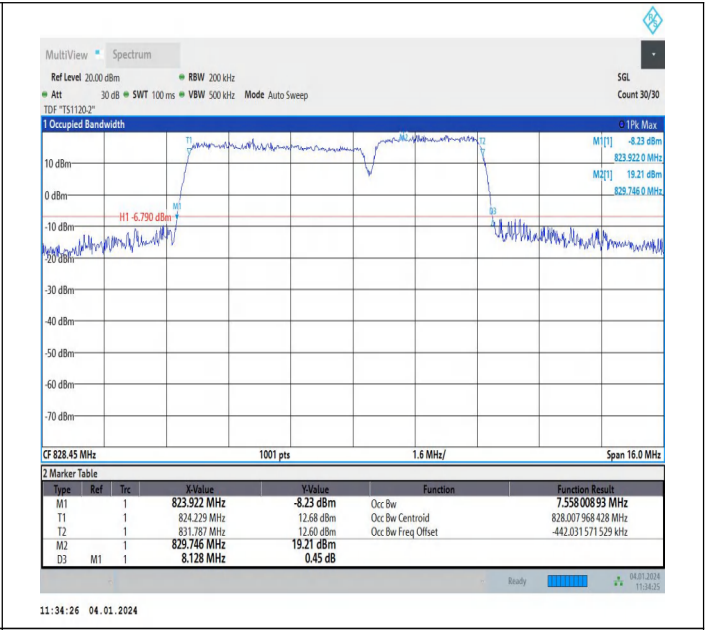 R S
MultiView Spectrum
Ref Level 20.00 dBm RBW 200 kHz SGL
Att 30 dB SWT 100 ms VBW 500 kHz Mode Auto Sweep Count 30/30
TDF "TS1120-2"
1 Occupied Bandwidth 1Pk Max
M1[1] -8.23 dBm
823.922 0 MHz
M2[1] 19.21 dBm
829.746 0 MHz
T1 M2 T2
10 dBm
0 dBm
M1 D3
H1 -6.790 dBm
-10 dBm
-20 dBm
-30 dBm
-40 dBm
-50 dBm
-60 dBm
-70 dBm
CF 828.45 MHz 1001 pts 1.6 MHz/ Span 16.0 MHz
2 Marker Table
Type Ref Trc X-Value Y-Value Function Function Result
M1 1 823.922 MHz -8.23 dBm Occ Bw 7.558 008 93 MHz
T1 1 824.229 MHz 12.68 dBm Occ Bw Centroid 828.007 968 428 MHz
T2 1 831.787 MHz 12.60 dBm Occ Bw Freq Offset -442.031 571 529 kHz
M2 1 829.746 MHz 19.21 dBm
D3 M1 1 8.128 MHz 0.45 dB
Ready 04.01.2024
11:34:25
11:34:26 04.01.2024